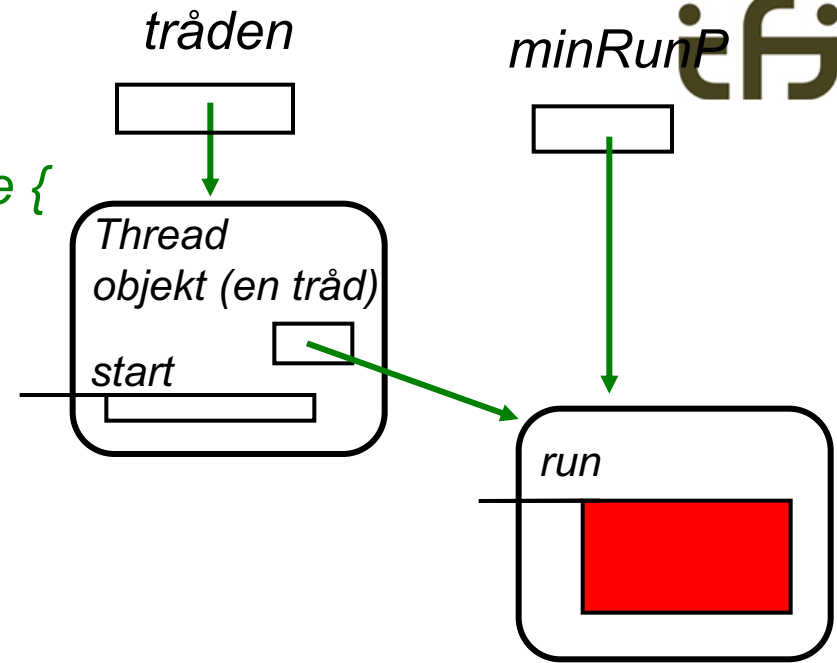 tråden
minRunP
e {
Thread
objekt (en tråd)
start
run